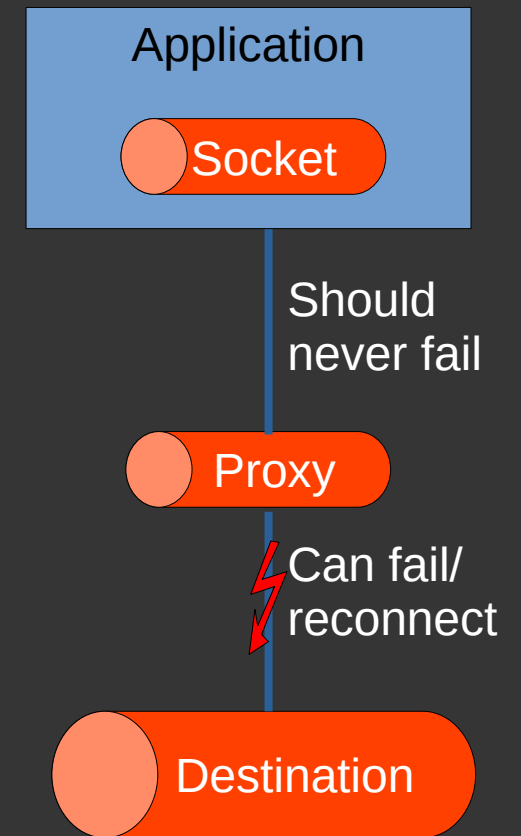 Application
Socket
Should
never fail
Proxy
Can fail/
reconnect
Destination